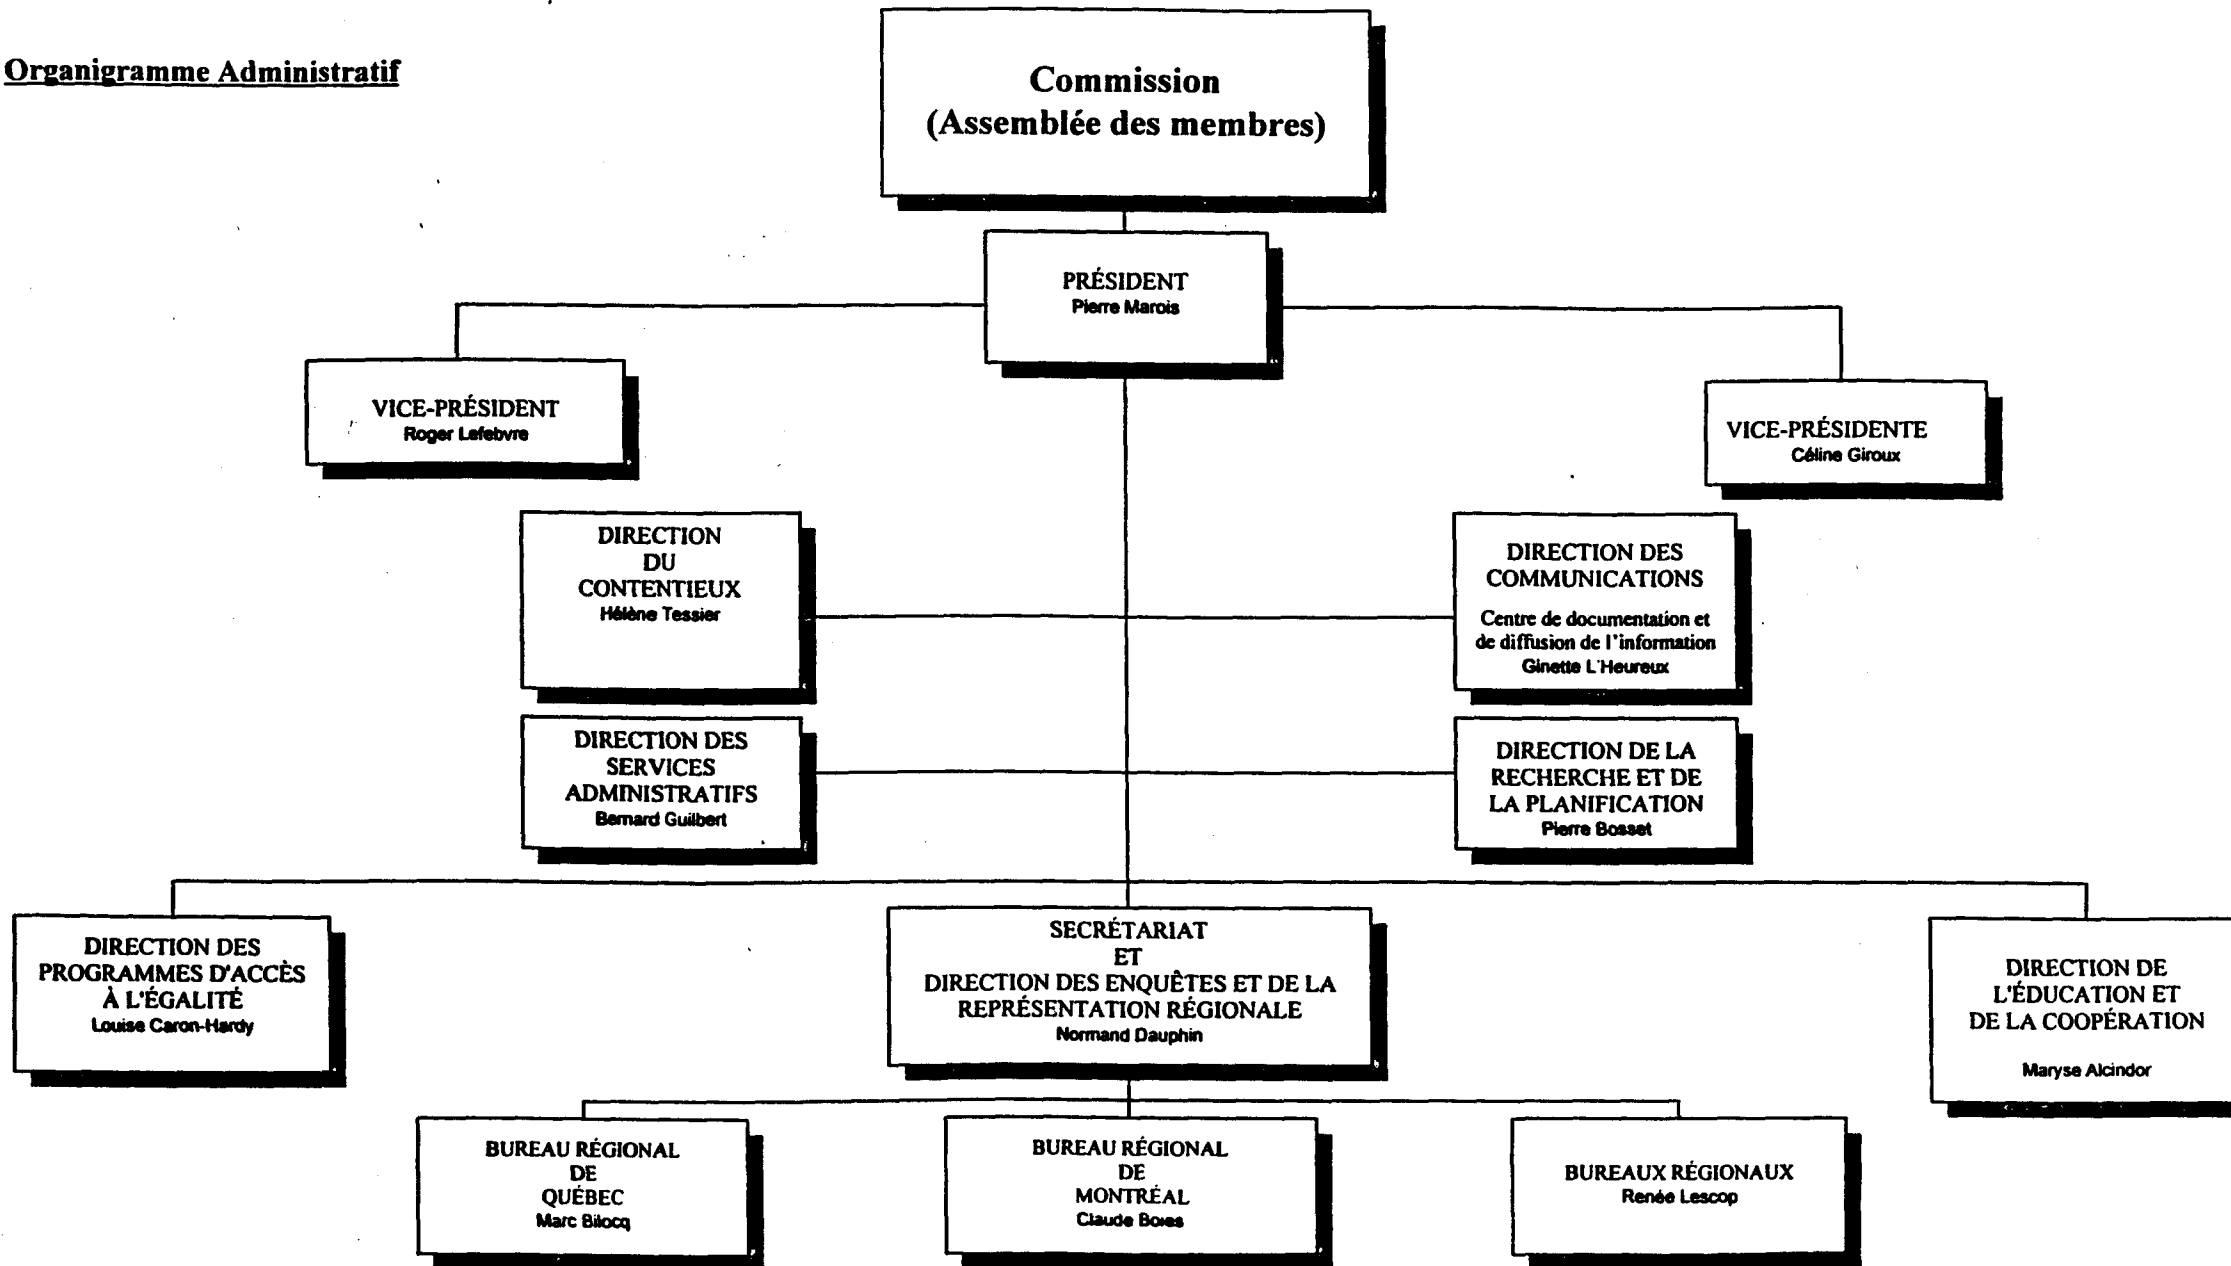 Organigramme Administratif
Commission
(Assemblée des membres)
PRÉSIDENT
Pierre Marois
VICE-PRÉSIDENT
Roger Lefebvre
VICE-PRÉSIDENTE
Céline Giroux
DIRECTION
DU
CONTENTIEUX
Hélène Tessier
DIRECTION DES
COMMUNICATIONS
Centre de documentation et
de diffusion de l'information
Ginette L'Heureux
DIRECTION DES
SERVICES
ADMINISTRATIFS
Bernard Guilbert
DIRECTION DE LA
RECHERCHE ET DE
LA PLANIFICATION
Pierre Bosset
DIRECTION DES
PROGRAMMES D'ACCÈS
À L'ÉGALITÉ
Louise Caron-Hardy
SECRÉTARIAT
ET
DIRECTION DES ENQUÊTES ET DE LA
REPRÉSENTATION RÉGIONALE
Normand Dauphin
DIRECTION DE
L'ÉDUCATION ET
DE LA COOPÉRATION
Maryse Alcindor
BUREAU RÉGIONAL
DE
QUÉBEC
Marc Bilocq
BUREAU RÉGIONAL
DE
MONTRÉAL
Claude Boies
BUREAUX RÉGIONAUX
Renée Lescop